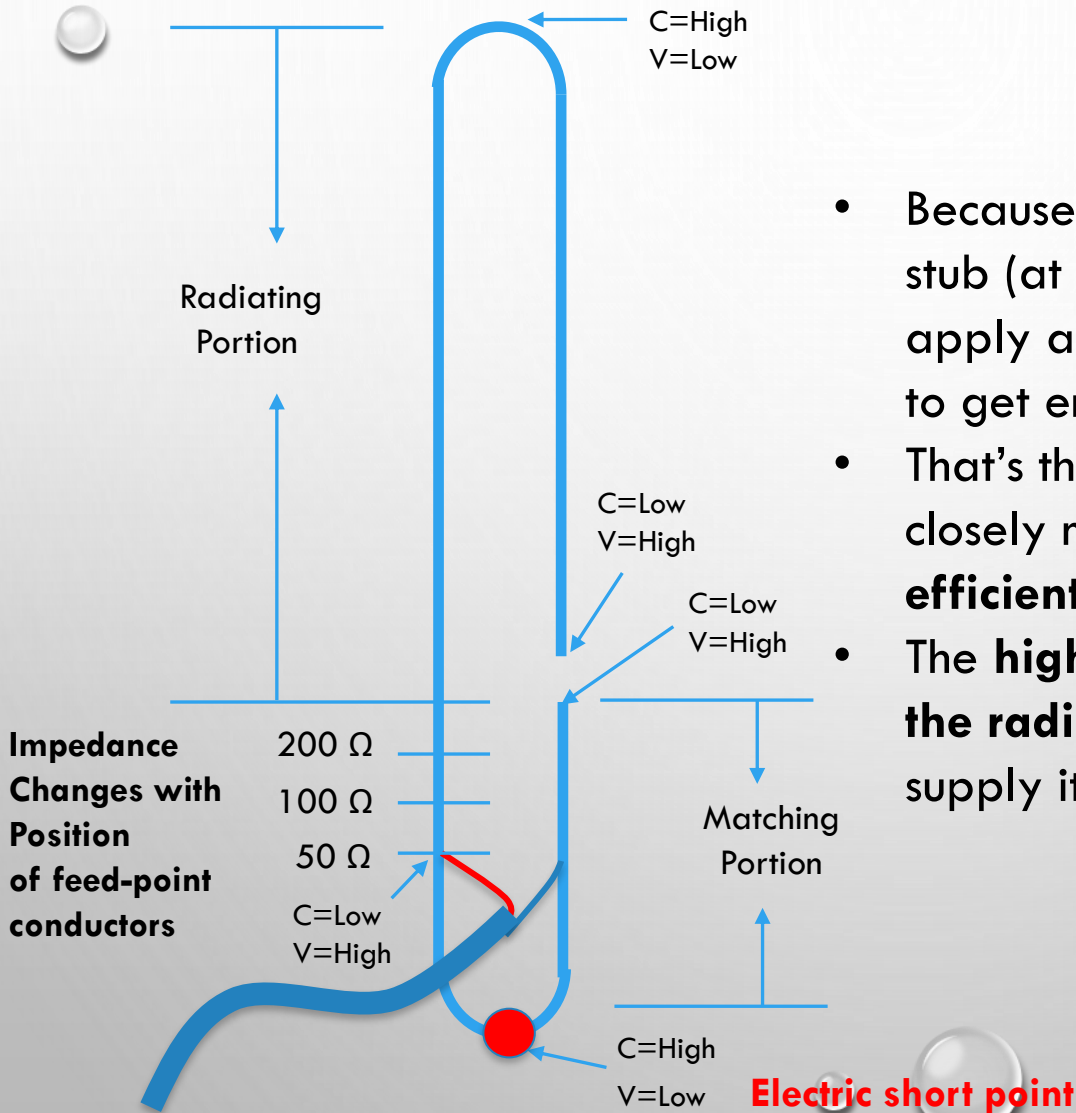 C=High
V=Low
Radiating
Portion
C=Low
V=High
C=Low
V=High
Impedance
Changes with
Position
of feed-point
conductors
200 Ω
100 Ω
50 Ω
C=Low
V=High
Matching
Portion
C=High
V=Low
Electric short point
• Because
stub (at
apply a
to get e
• That's th
closely
efficient
• The high
the radi
supply it